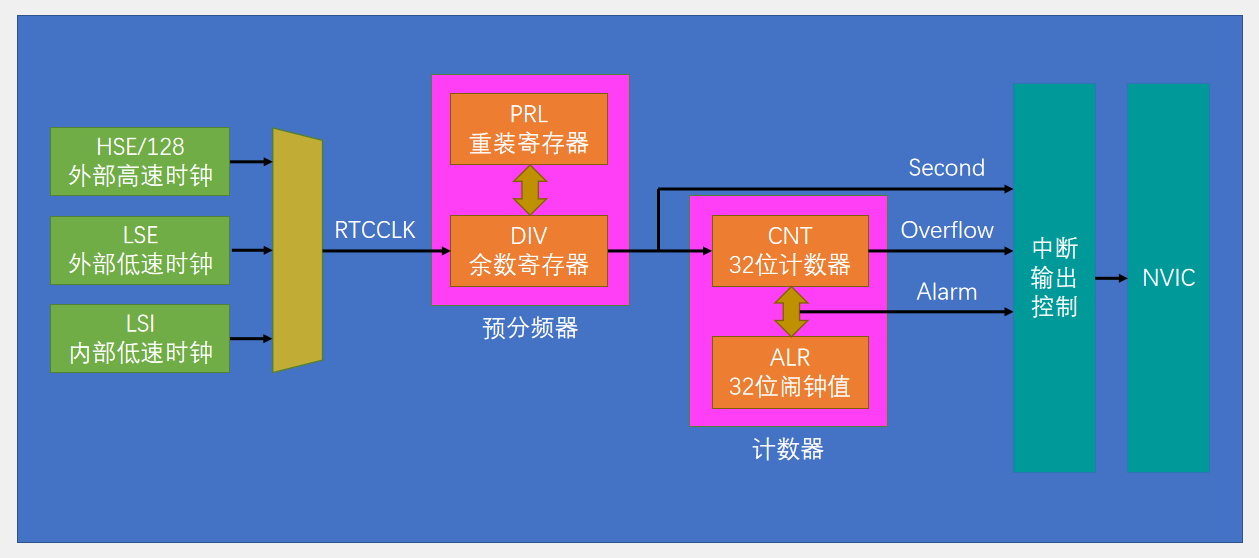 HSE/128
外部高速时钟
LSE
外部低速时钟
LSI
内部低速时钟
RTCCLK
PRL
重装寄存器
DIV
余数寄存器
预分频器
CNT
32位计数器
ALR
32位闹钟值
计数器
Second
Overflow
Alarm
中断
输出
控制
NVIC